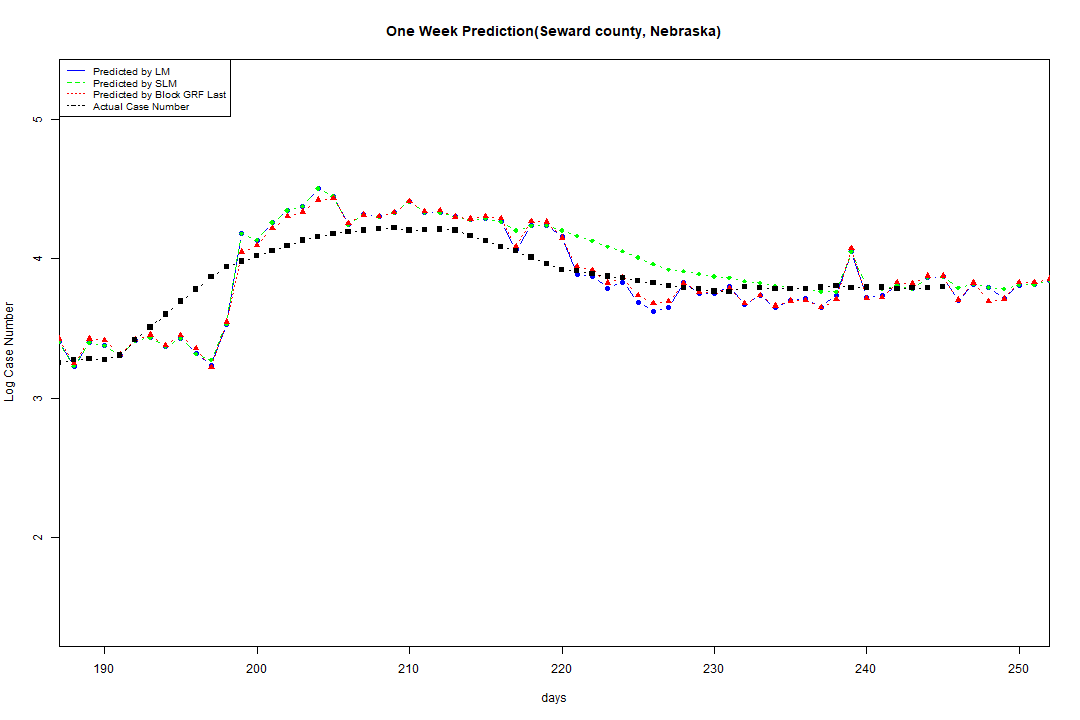 One Week Prediction(Seward county, Nebraska)
Predicted by LM
Predicted by SLM
Predicted by Block GRF Last
Actual Case Number
5
4
3
2
Log Case Number
190 200 210 220 230 240 250
days